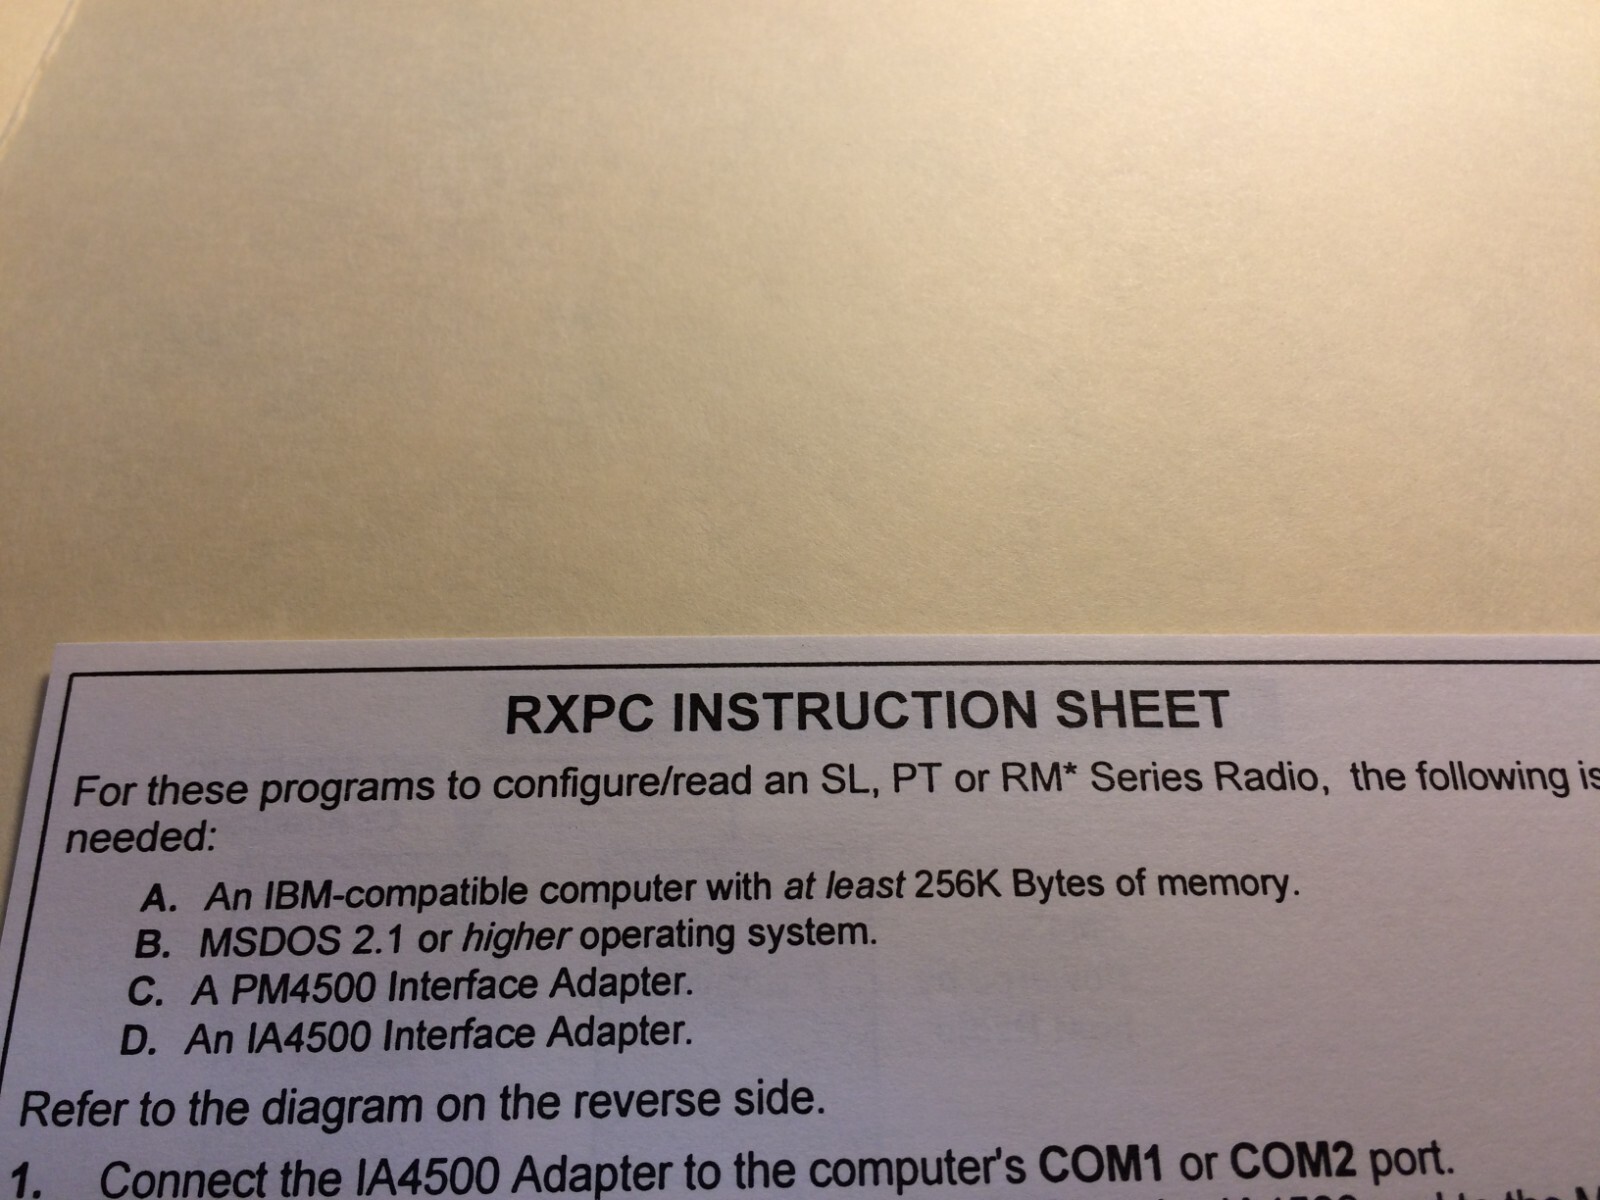 RXPC INSTRUCTION SHEET
For these programs to configure/read an SL, PT or RM* Series Radio, the following is
needed:
A. An IBM-compatible computer with at least 256K Bytes of memory.
B. MSDOS 2.1 or higher operating system.
C. A PM4500 Interface Adapter.
D. An IA4500 Interface Adapter.
Refer to the diagram on the reverse side.
1. Connect the IA4500 Adapter to the computer's COM1 or COM2 port.